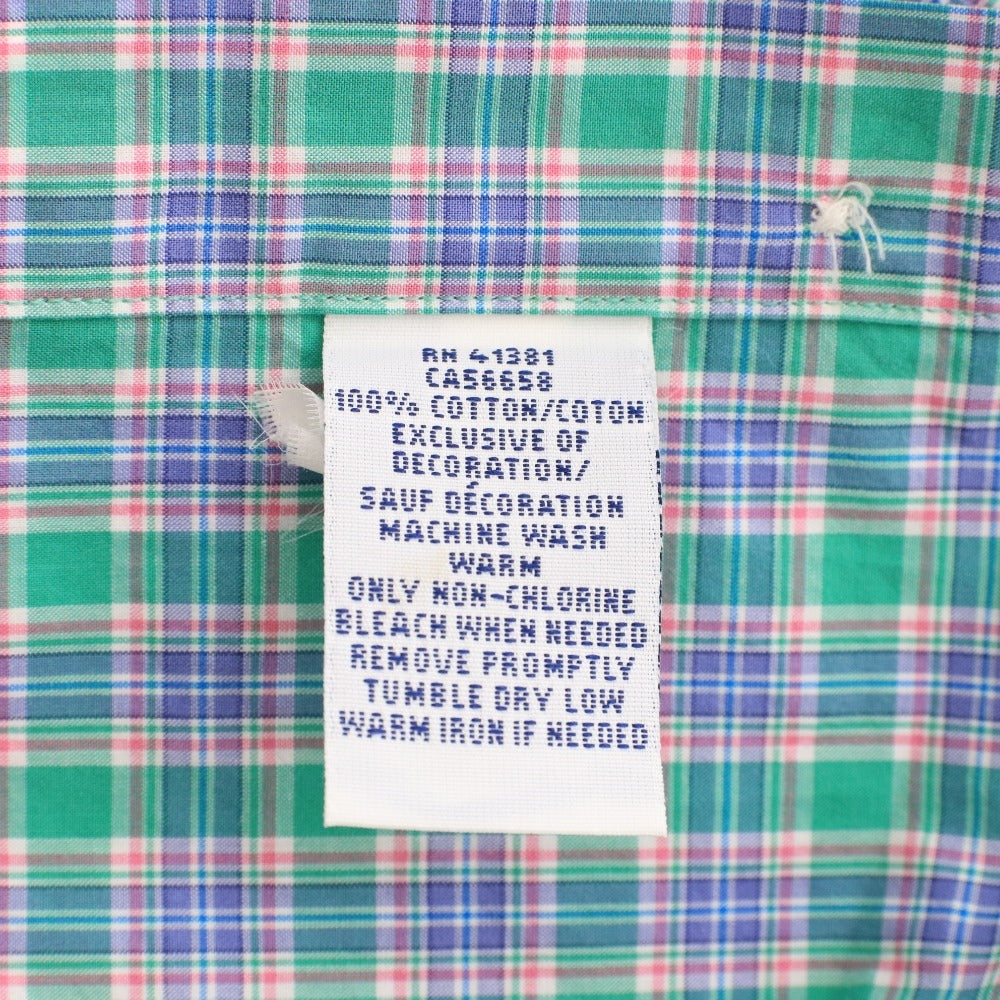 RN 41381
CA56658
100% COTTON/COTON
EXCLUSIVE OF
DECORATION/
SAUF DÉCORATION
MACHINE WASH
WARM
ONLY NON-CHLORINE
BLEACH WHEN NEEDED
REMOVE PROMPTLY
TUMBLE DRY LOW
WARM IRON IF NEEDED